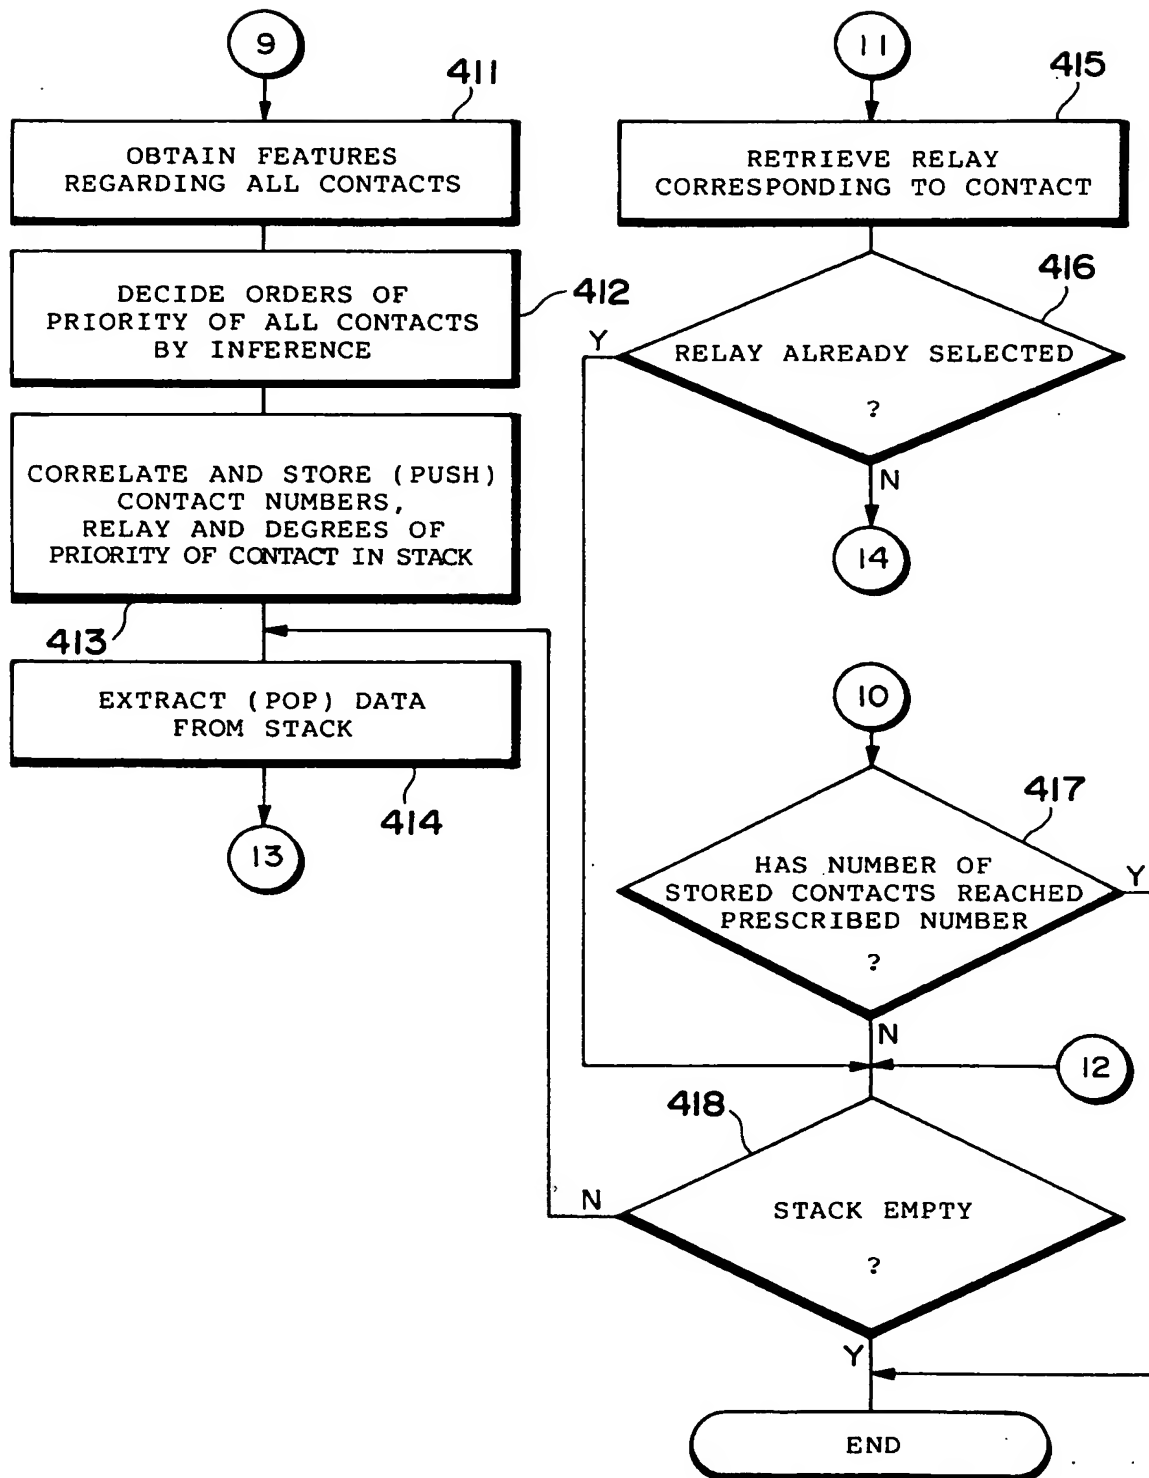 9
411
OBTAIN FEATURES
REGARDING ALL CONTACTS
DECIDE ORDERS OF
PRIORITY OF ALL CONTACTS
BY INFERENCE
412
CORRELATE AND STORE (PUSH)
CONTACT NUMBERS,
RELAY AND DEGREES OF
PRIORITY OF CONTACT IN STACK
413
EXTRACT (POP) DATA
FROM STACK
414
13
11
415
RETRIEVE RELAY
CORRESPONDING TO CONTACT
416
Y
RELAY ALREADY SELECTED
?
N
14
10
417
HAS NUMBER OF
STORED CONTACTS REACHED
PRESCRIBED NUMBER
?
Y
N
12
418
N
STACK EMPTY
?
Y
END